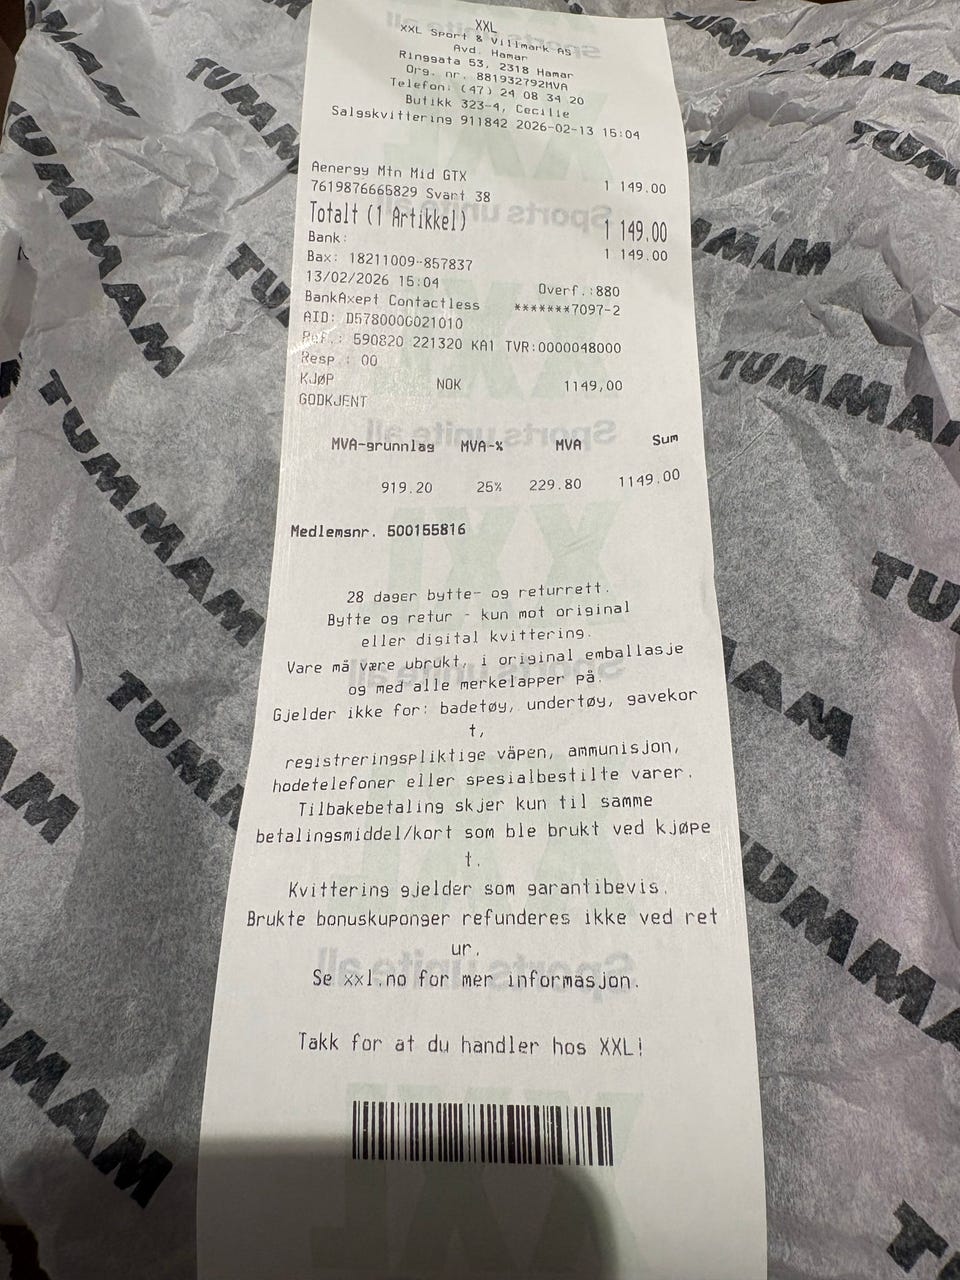 XXL
XXL Sport & Villmark AS
Avd. Hamar
Ringgata 53, 2318 Hamar
Org. nr. 881932792MVA
Telefon: (47) 24 08 34 20
Butikk 323-4, Cecilie
Salgskvittering 911842 2026-02-13 15:04
Aenergy Mtn Mid GTX 1 149.00
7619876665829 Svart 38
Totalt (1 Artikkel) 1 149.00
Bank: 1 149.00
Bax: 18211009-857837
13/02/2026 15:04 Overf.:880
BankAxept Contactless *******7097-2
AID: D5780000021010
Ref.: 590820 221320 KA1 TVR:0000048000
Resp.: 00
KJØP NOK 1149,00
GODKJENT
MVA-grunnlag MVA-% MVA Sum
919.20 25% 229.80 1149.00
Medlemsnr. 500155816
28 dager bytte- og returrett.
Bytte og retur - kun mot original
eller digital kvittering.
Vare må være ubrukt, i original emballasje
og med alle merkelapper på.
Gjelder ikke for: badetøy, undertøy, gavekor
t,
registreringspliktige våpen, ammunisjon,
hodetelefoner eller spesialbestilte varer.
Tilbakebetaling skjer kun til samme
betalingsmiddel/kort som ble brukt ved kjøpe
t.
Kvittering gjelder som garantibevis.
Brukte bonuskuponger refunderes ikke ved ret
ur.
Se xxl.no for mer informasjon.
Takk for at du handler hos XXL!
TUMMAM
TUMMAM
TUMMAM
TUMMAM